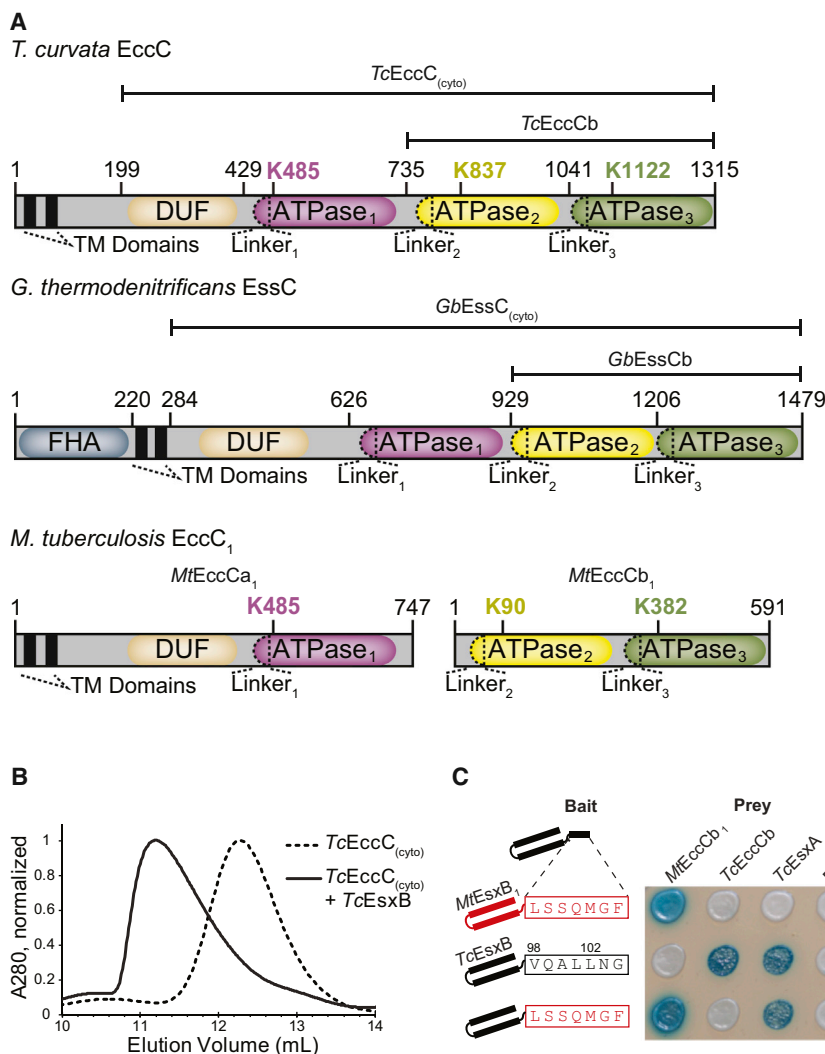 A
T. curvata EccC
TcEccC(cyto)
TcEccCb
1 199 429 K485 735 K837 1041 K1122 1315
DUF ATPase1 ATPase2 ATPase3
TM Domains Linker1 Linker2 Linker3
G. thermodenitrificans EssC
GbEssC(cyto)
GbEssCb
1 220 284 626 929 1206 1479
FHA DUF ATPase1 ATPase2 ATPase3
TM Domains Linker1 Linker2 Linker3
M. tuberculosis EccC1
MtEccCa1 MtEccCb1
1 K485 747 1 K90 K382 591
DUF ATPase1 ATPase2 ATPase3
TM Domains Linker1 Linker2 Linker3
B
A280, normalized
1
0.8
0.6
0.4
0.2
0
10 11 12 13 14
Elution Volume (mL)
TcEccC(cyto)
TcEccC(cyto)
+ TcEsxB
C
Bait Prey
MtEccCb1 TcEccCb TcEsxA
MtEsxB1 LSSQMGF
TcEsxB 98 102
VQALLNG
LSSQMGF